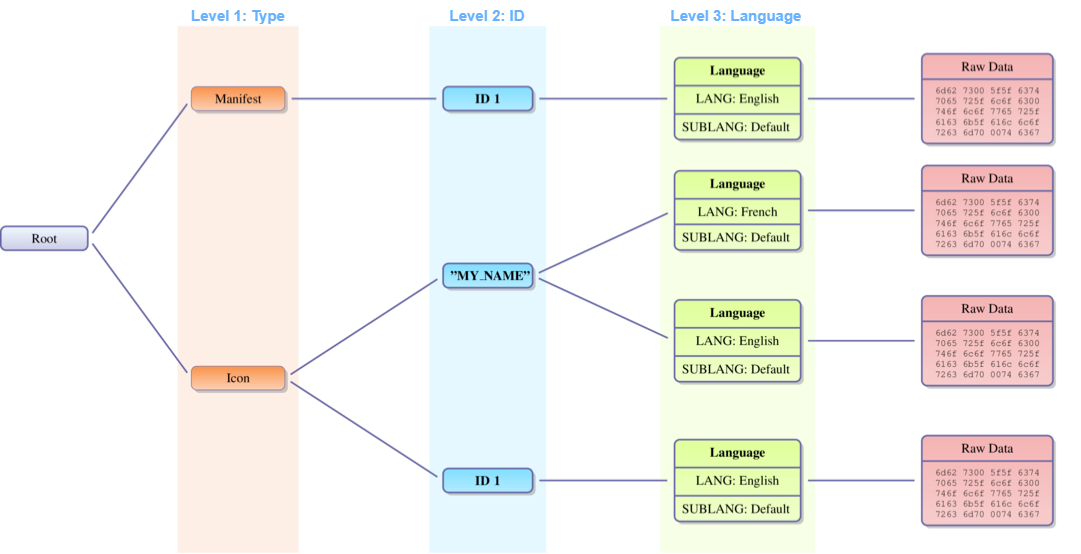 Level 1: Type
Level 2: ID
Level 3: Language
Root
Manifest
ID 1
Language
LANG: English
SUBLANG: Default
Raw Data
6d62 7300 5f5f 6374
7065 725f 6c6f 6300
746f 6c6f 7765 725f
6163 6b5f 616c 6c6f
7263 6d70 0074 6367
Icon
"MY_NAME"
Language
LANG: French
SUBLANG: Default
Raw Data
6d62 7300 5f5f 6374
7065 725f 6c6f 6300
746f 6c6f 7765 725f
6163 6b5f 616c 6c6f
7263 6d70 0074 6367
Language
LANG: English
SUBLANG: Default
Raw Data
6d62 7300 5f5f 6374
7065 725f 6c6f 6300
746f 6c6f 7765 725f
6163 6b5f 616c 6c6f
7263 6d70 0074 6367
ID 1
Language
LANG: English
SUBLANG: Default
Raw Data
6d62 7300 5f5f 6374
7065 725f 6c6f 6300
746f 6c6f 7765 725f
6163 6b5f 616c 6c6f
7263 6d70 0074 6367